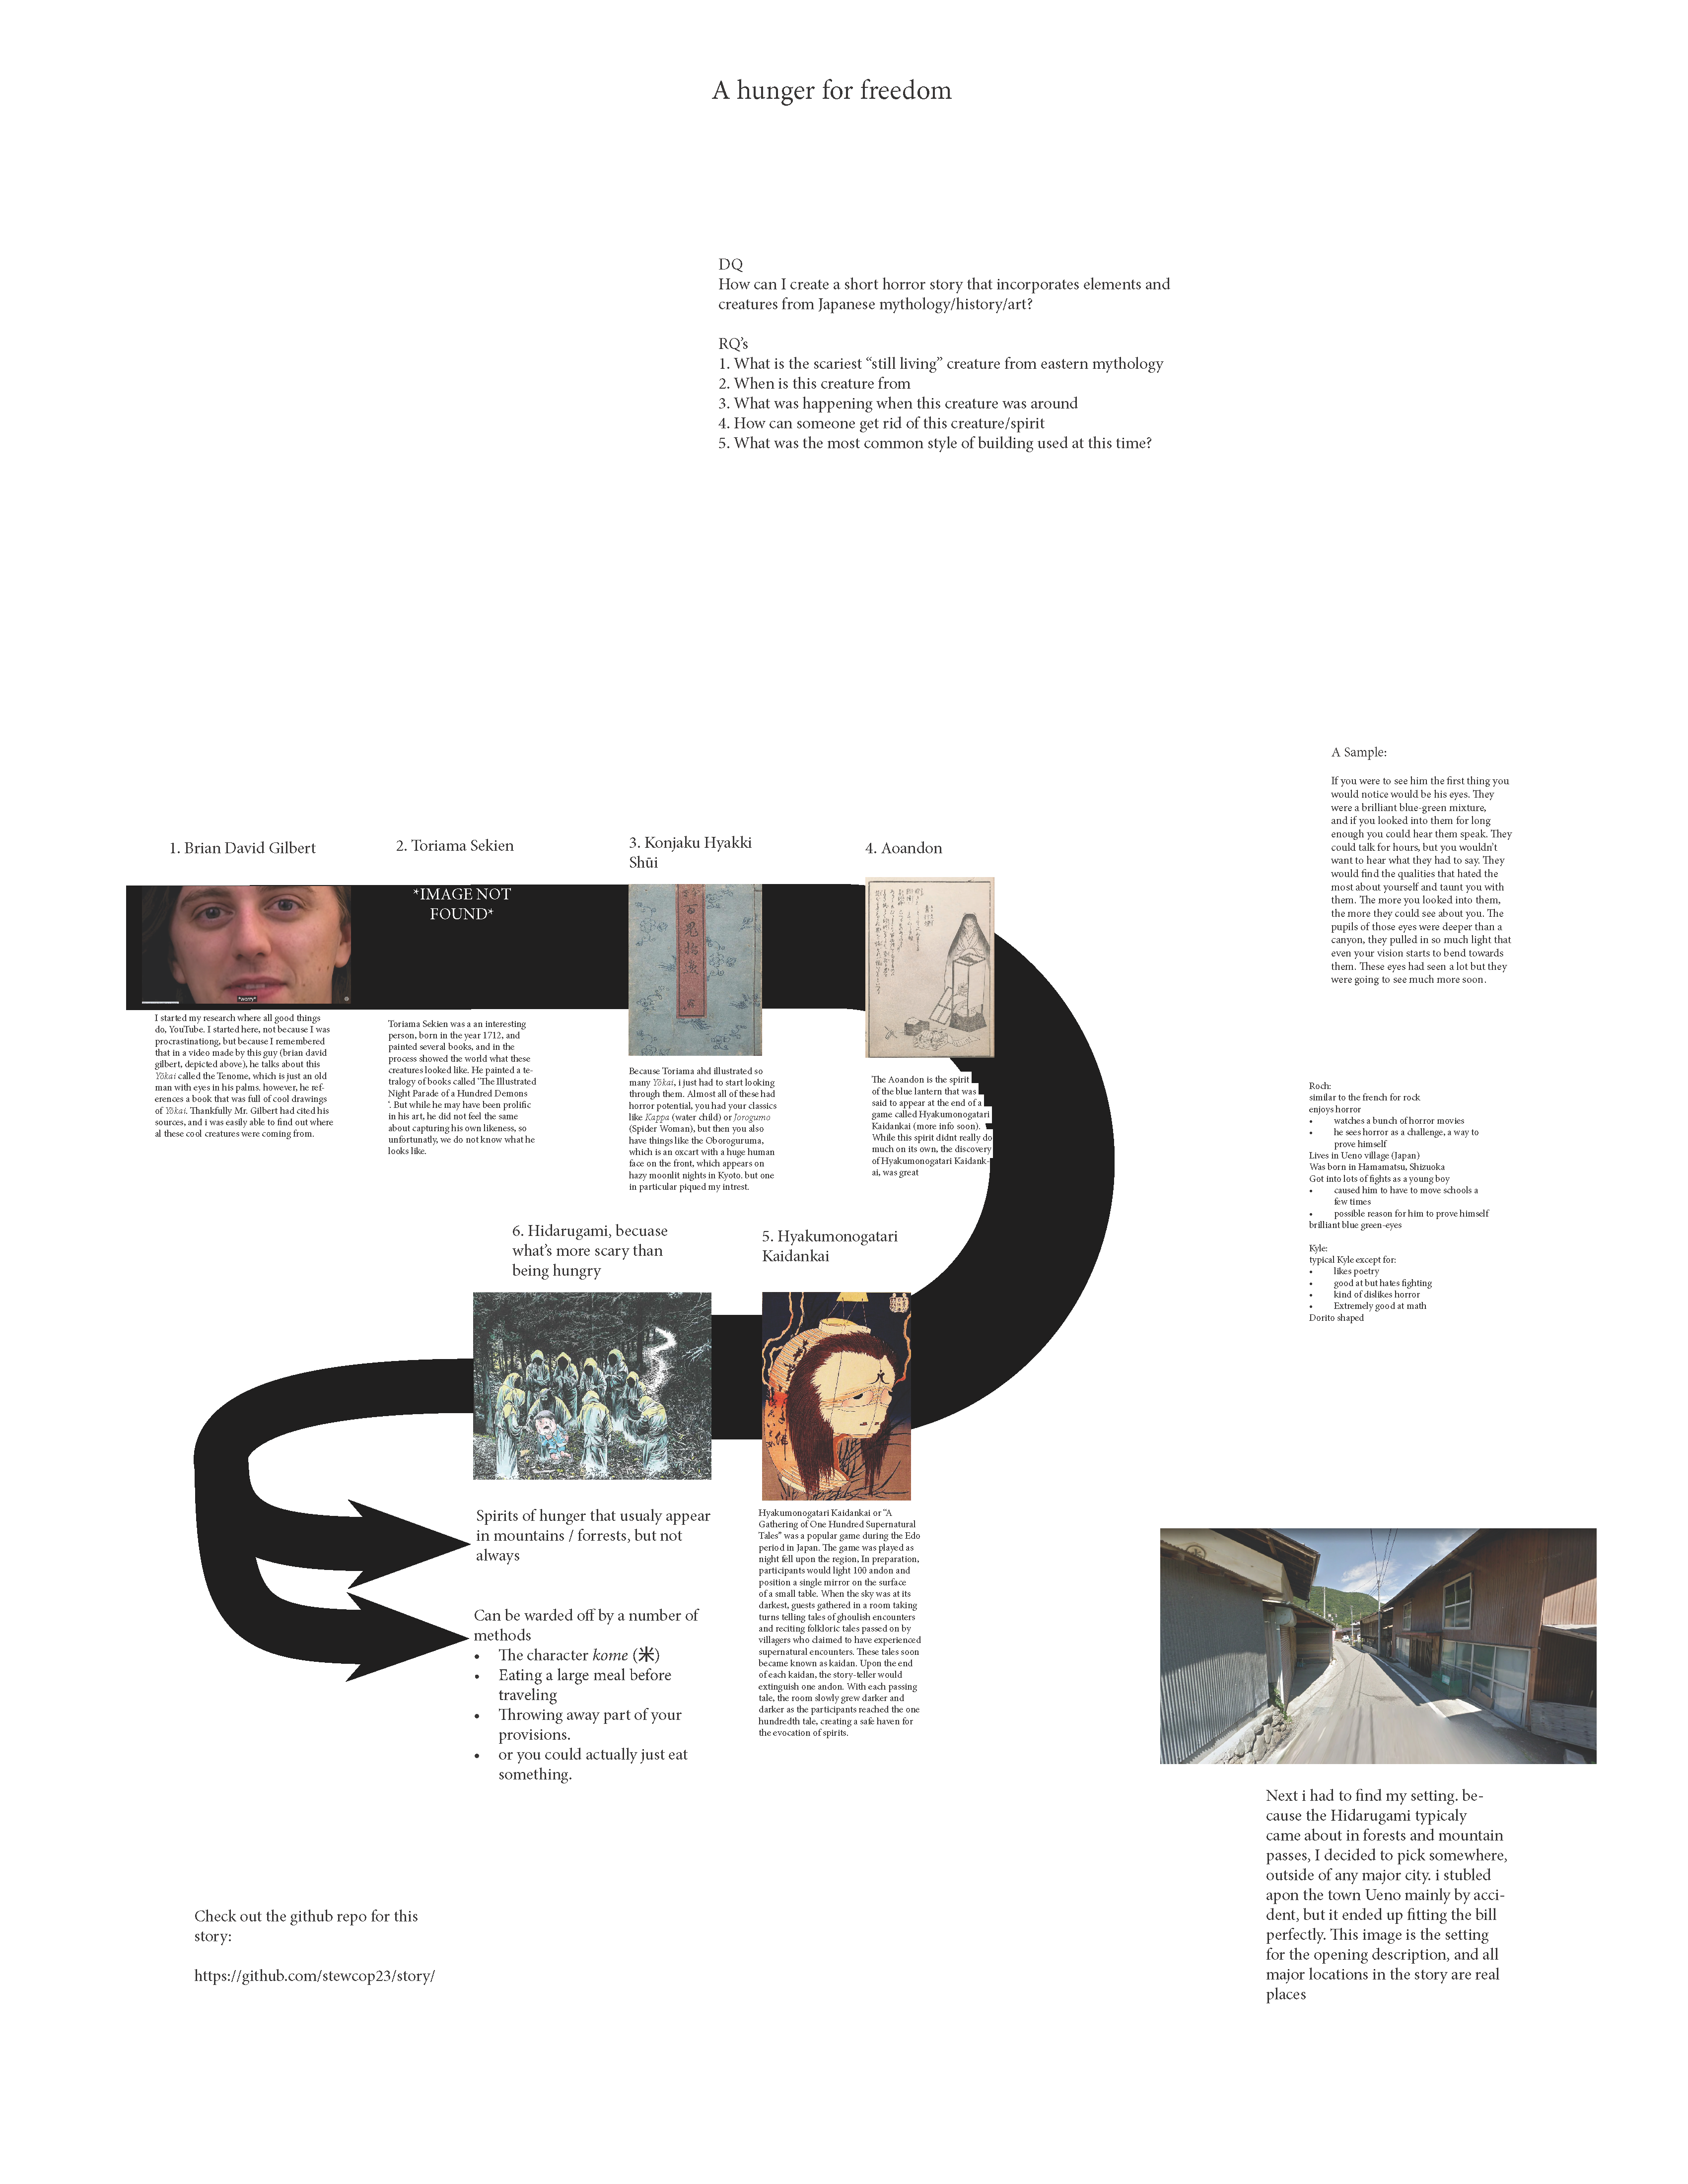 A hunger for freedom
DQ
How can I create a short horror story that incorporates elements and
creatures from Japanese mythology/history/art?
RQ's
1. What is the scariest “still living” creature from eastern mythology
2. When is this creature from
3. What was happening when this creature was around
4. How can someone get rid of this creature/spirit
5. What was the most common style of building used at this time?
1. Brian David Gilbert
*worry*
I started my research where all good things
do, YouTube. I started here, not because I was
procrastinationg, but because I remembered
that in a video made by this guy (brian david
gilbert, depicted above), he talks about this
Yōkai called the Tenome, which is just an old
man with eyes in his palms. however, he ref-
erences a book that was full of cool drawings
of Yōkai. Thankfully Mr. Gilbert had cited his
sources, and i was easily able to find out where
al these cool creatures were coming from.
2. Toriama Sekien
*IMAGE NOT
FOUND*
Toriama Sekien was a an interesting
person, born in the year 1712, and
painted several books, and in the
process showed the world what these
creatures looked like. He painted a te-
tralogy of books called 'The Illustrated
Night Parade of a Hundred Demons
'. But while he may have been prolific
in his art, he did not feel the same
about capturing his own likeness, so
unfortunatly, we do not know what he
looks like.
3. Konjaku Hyakki
Shūi
百鬼拾遺
Because Toriama ahd illustrated so
many Yōkai, i just had to start looking
through them. Almost all of these had
horror potential, you had your classics
like Kappa (water child) or Jorogumo
(Spider Woman), but then you also
have things like the Oboroguruma,
which is an oxcart with a huge human
face on the front, which appears on
hazy moonlit nights in Kyoto. but one
in particular piqued my intrest.
4. Aoandon
The Aoandon is the spirit
of the blue lantern that was
said to appear at the end of a
game called Hyakumonogatari
Kaidankai (more info soon).
While this spirit didnt really do
much on its own, the discovery
of Hyakumonogatari Kaidank-
ai, was great
5. Hyakumonogatari
Kaidankai
Hyakumonogatari Kaidankai or "A
Gathering of One Hundred Supernatural
Tales” was a popular game during the Edo
period in Japan. The game was played as
night fell upon the region, In preparation,
participants would light 100 andon and
position a single mirror on the surface
of a small table. When the sky was at its
darkest, guests gathered in a room taking
turns telling tales of ghoulish encounters
and reciting folkloric tales passed on by
villagers who claimed to have experienced
supernatural encounters. These tales soon
became known as kaidan. Upon the end
of each kaidan, the story-teller would
extinguish one andon. With each passing
tale, the room slowly grew darker and
darker as the participants reached the one
hundredth tale, creating a safe haven for
the evocation of spirits.
6. Hidarugami, becuase
what's more scary than
being hungry
Spirits of hunger that usualy appear
in mountains / forrests, but not
always
Can be warded off by a number of
methods
• The character kome (米)
• Eating a large meal before
traveling
• Throwing away part of your
provisions.
• or you could actually just eat
something.
Check out the github repo for this
story:
https://github.com/stewcop23/story/
A Sample:
If you were to see him the first thing you
would notice would be his eyes. They
were a brilliant blue-green mixture,
and if you looked into them for long
enough you could hear them speak. They
could talk for hours, but you wouldn't
want to hear what they had to say. They
would find the qualities that hated the
most about yourself and taunt you with
them. The more you looked into them,
the more they could see about you. The
pupils of those eyes were deeper than a
canyon, they pulled in so much light that
even your vision starts to bend towards
them. These eyes had seen a lot but they
were going to see much more soon.
Roch:
similar to the french for rock
enjoys horror
• watches a bunch of horror movies
• he sees horror as a challenge, a way to
prove himself
Lives in Ueno village (Japan)
Was born in Hamamatsu, Shizuoka
Got into lots of fights as a young boy
• caused him to have to move schools a
few times
• possible reason for him to prove himself
brilliant blue green-eyes
Kyle:
typical Kyle except for:
• likes poetry
• good at but hates fighting
• kind of dislikes horror
• Extremely good at math
Dorito shaped
Next i had to find my setting. be-
cause the Hidarugami typicaly
came about in forests and mountain
passes, I decided to pick somewhere,
outside of any major city. i stubled
apon the town Ueno mainly by acci-
dent, but it ended up fitting the bill
perfectly. This image is the setting
for the opening description, and all
major locations in the story are real
places